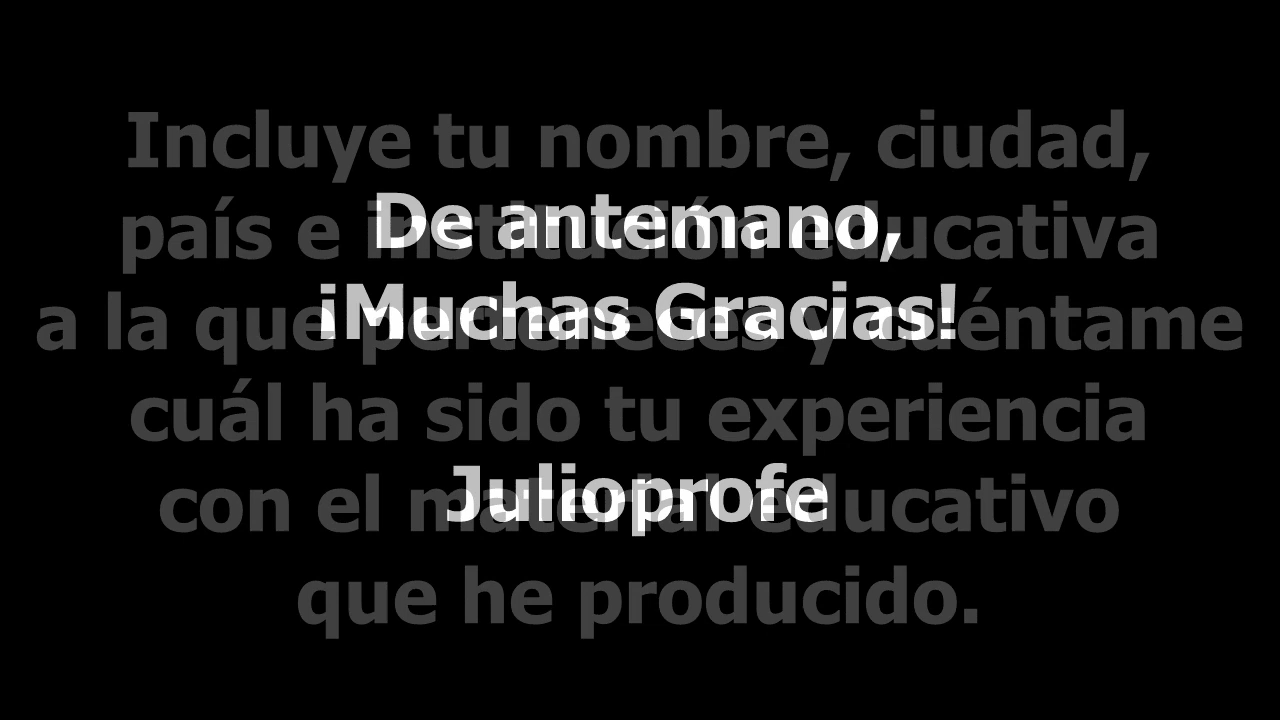 Incluye tu nombre, ciudad,
país e institución educativa
a la que perteneces y cuéntame
cuál ha sido tu experiencia
con el material educativo
que he producido.
De antemano,
¡Muchas Gracias!
Julioprofe